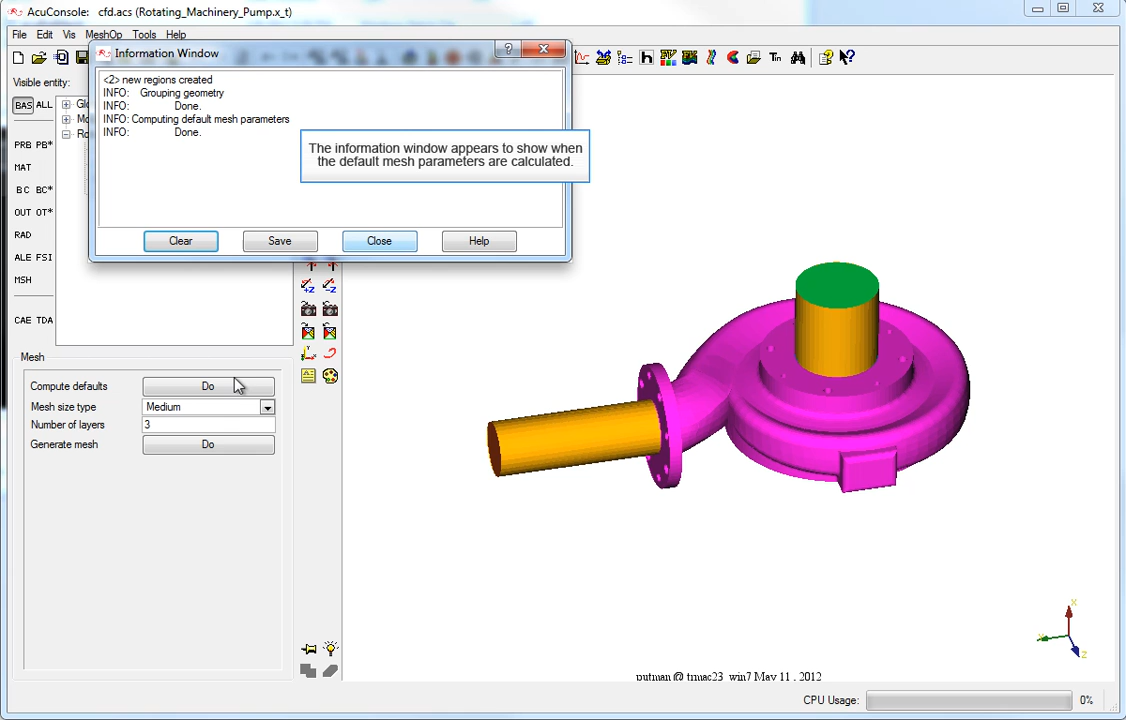 AcuConsole: cfd.acs (Rotating_Machinery_Pump.x_t)
File Edit Vis MeshOp Tools Help
Information Window
Visible entity:
BAS ALL
PRB PB*
MAT
BC BC*
OUT OT*
RAD
ALE FSI
MSH
CAE TDA
<2> new regions created
INFO: Grouping geometry
INFO: Done.
INFO: Computing default mesh parameters
INFO: Done.
The information window appears to show when
the default mesh parameters are calculated.
Clear Save Close Help
+Z -Z
Mesh
Compute defaults Do
Mesh size type Medium
Number of layers 3
Generate mesh Do
putman @ trmac23_win7 May 11, 2012
CPU Usage: 0%